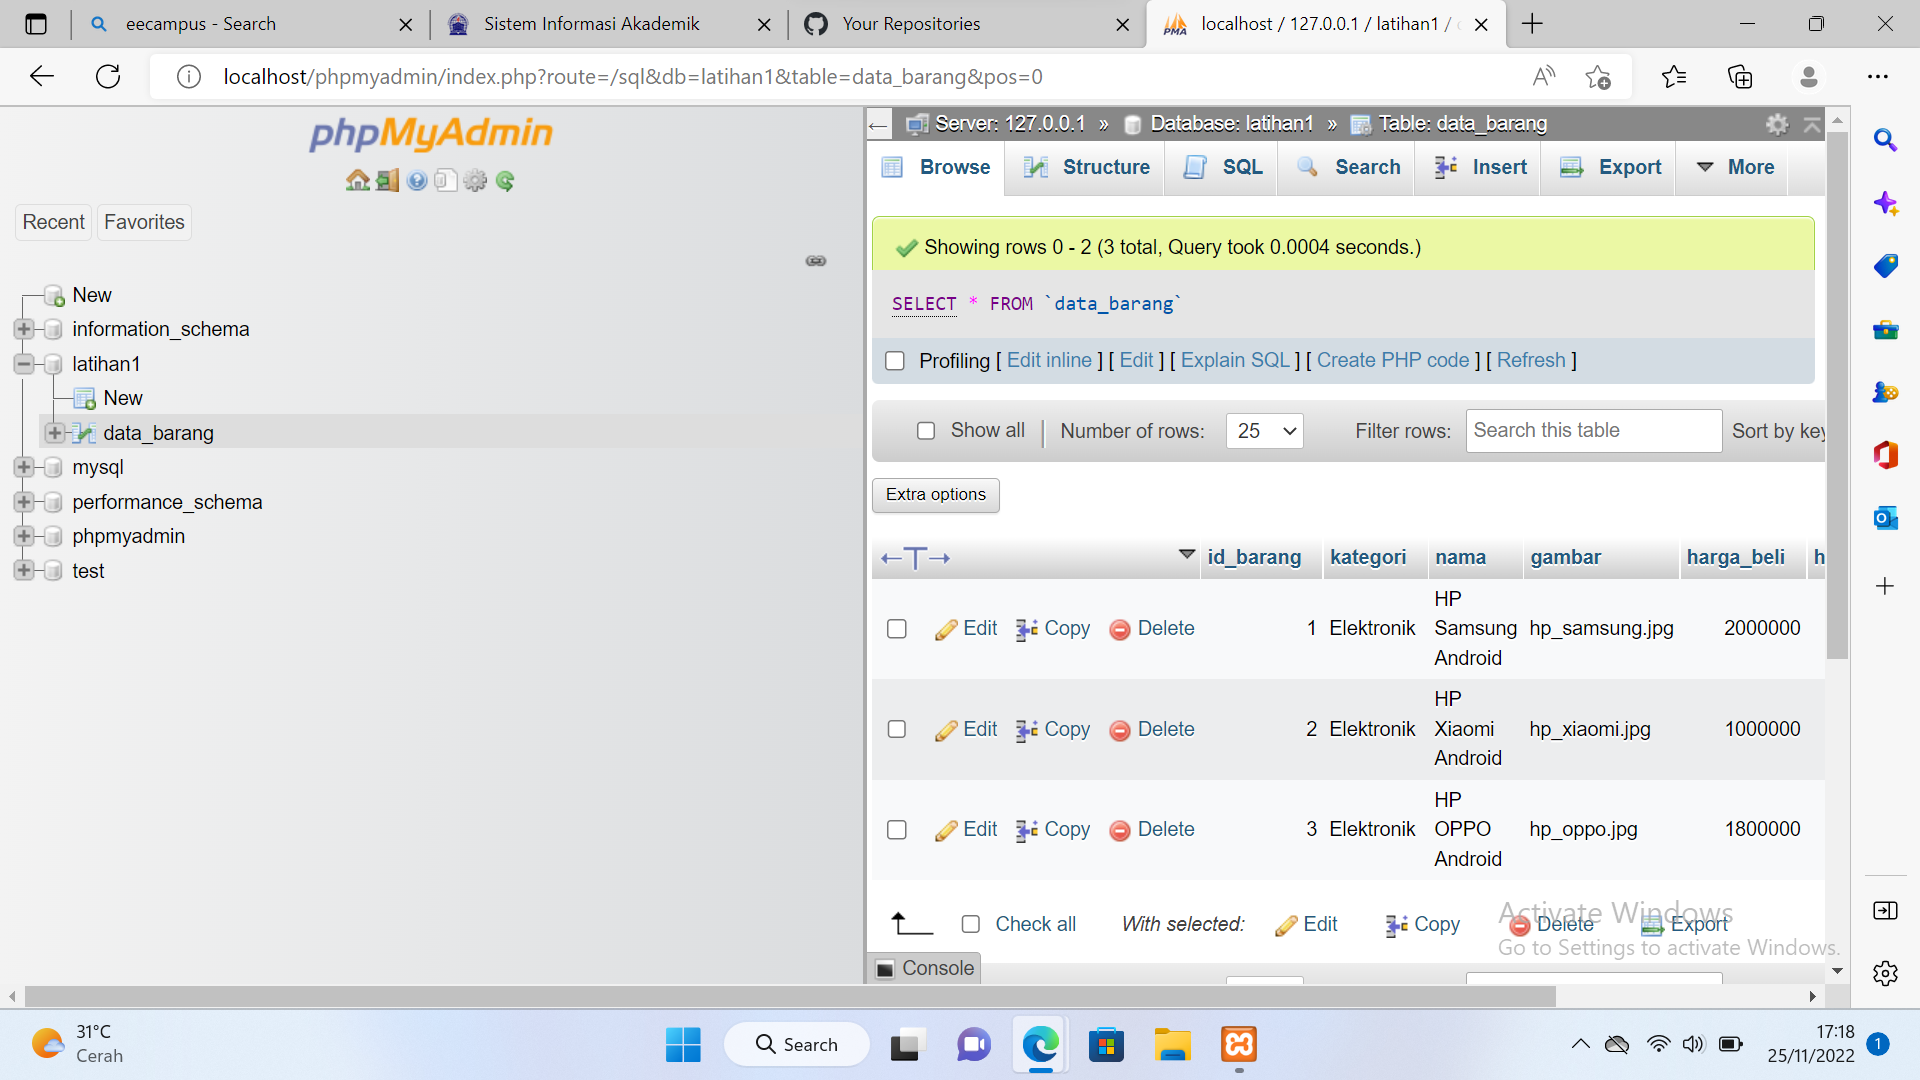 eecampus - Search
Sistem Informasi Akademik
Your Repositories
PMA
localhost / 127.0.0.1 / latihan1 /
localhost/phpmyadmin/index.php?route=/sql&db=latihan1&table=data_barang&pos=0
phpMyAdmin
Recent Favorites
New
information_schema
latihan1
New
data_barang
mysql
performance_schema
phpmyadmin
test
Server: 127.0.0.1 » Database: latihan1 » Table: data_barang
Browse Structure SQL Search Insert Export More
Showing rows 0 - 2 (3 total, Query took 0.0004 seconds.)
SELECT * FROM `data_barang`
Profiling [ Edit inline ] [ Edit ] [ Explain SQL ] [ Create PHP code ] [ Refresh ]
Show all Number of rows: 25 Filter rows: Search this table Sort by key
Extra options
←T→ id_barang kategori nama gambar harga_beli h
Edit Copy Delete 1 Elektronik HP Samsung Android hp_samsung.jpg 2000000
Edit Copy Delete 2 Elektronik HP Xiaomi Android hp_xiaomi.jpg 1000000
Edit Copy Delete 3 Elektronik HP OPPO Android hp_oppo.jpg 1800000
Check all With selected: Edit Copy Delete Export
Activate Windows
Go to Settings to activate Windows.
Console
31°C
Cerah
Search
17:18
25/11/2022
1